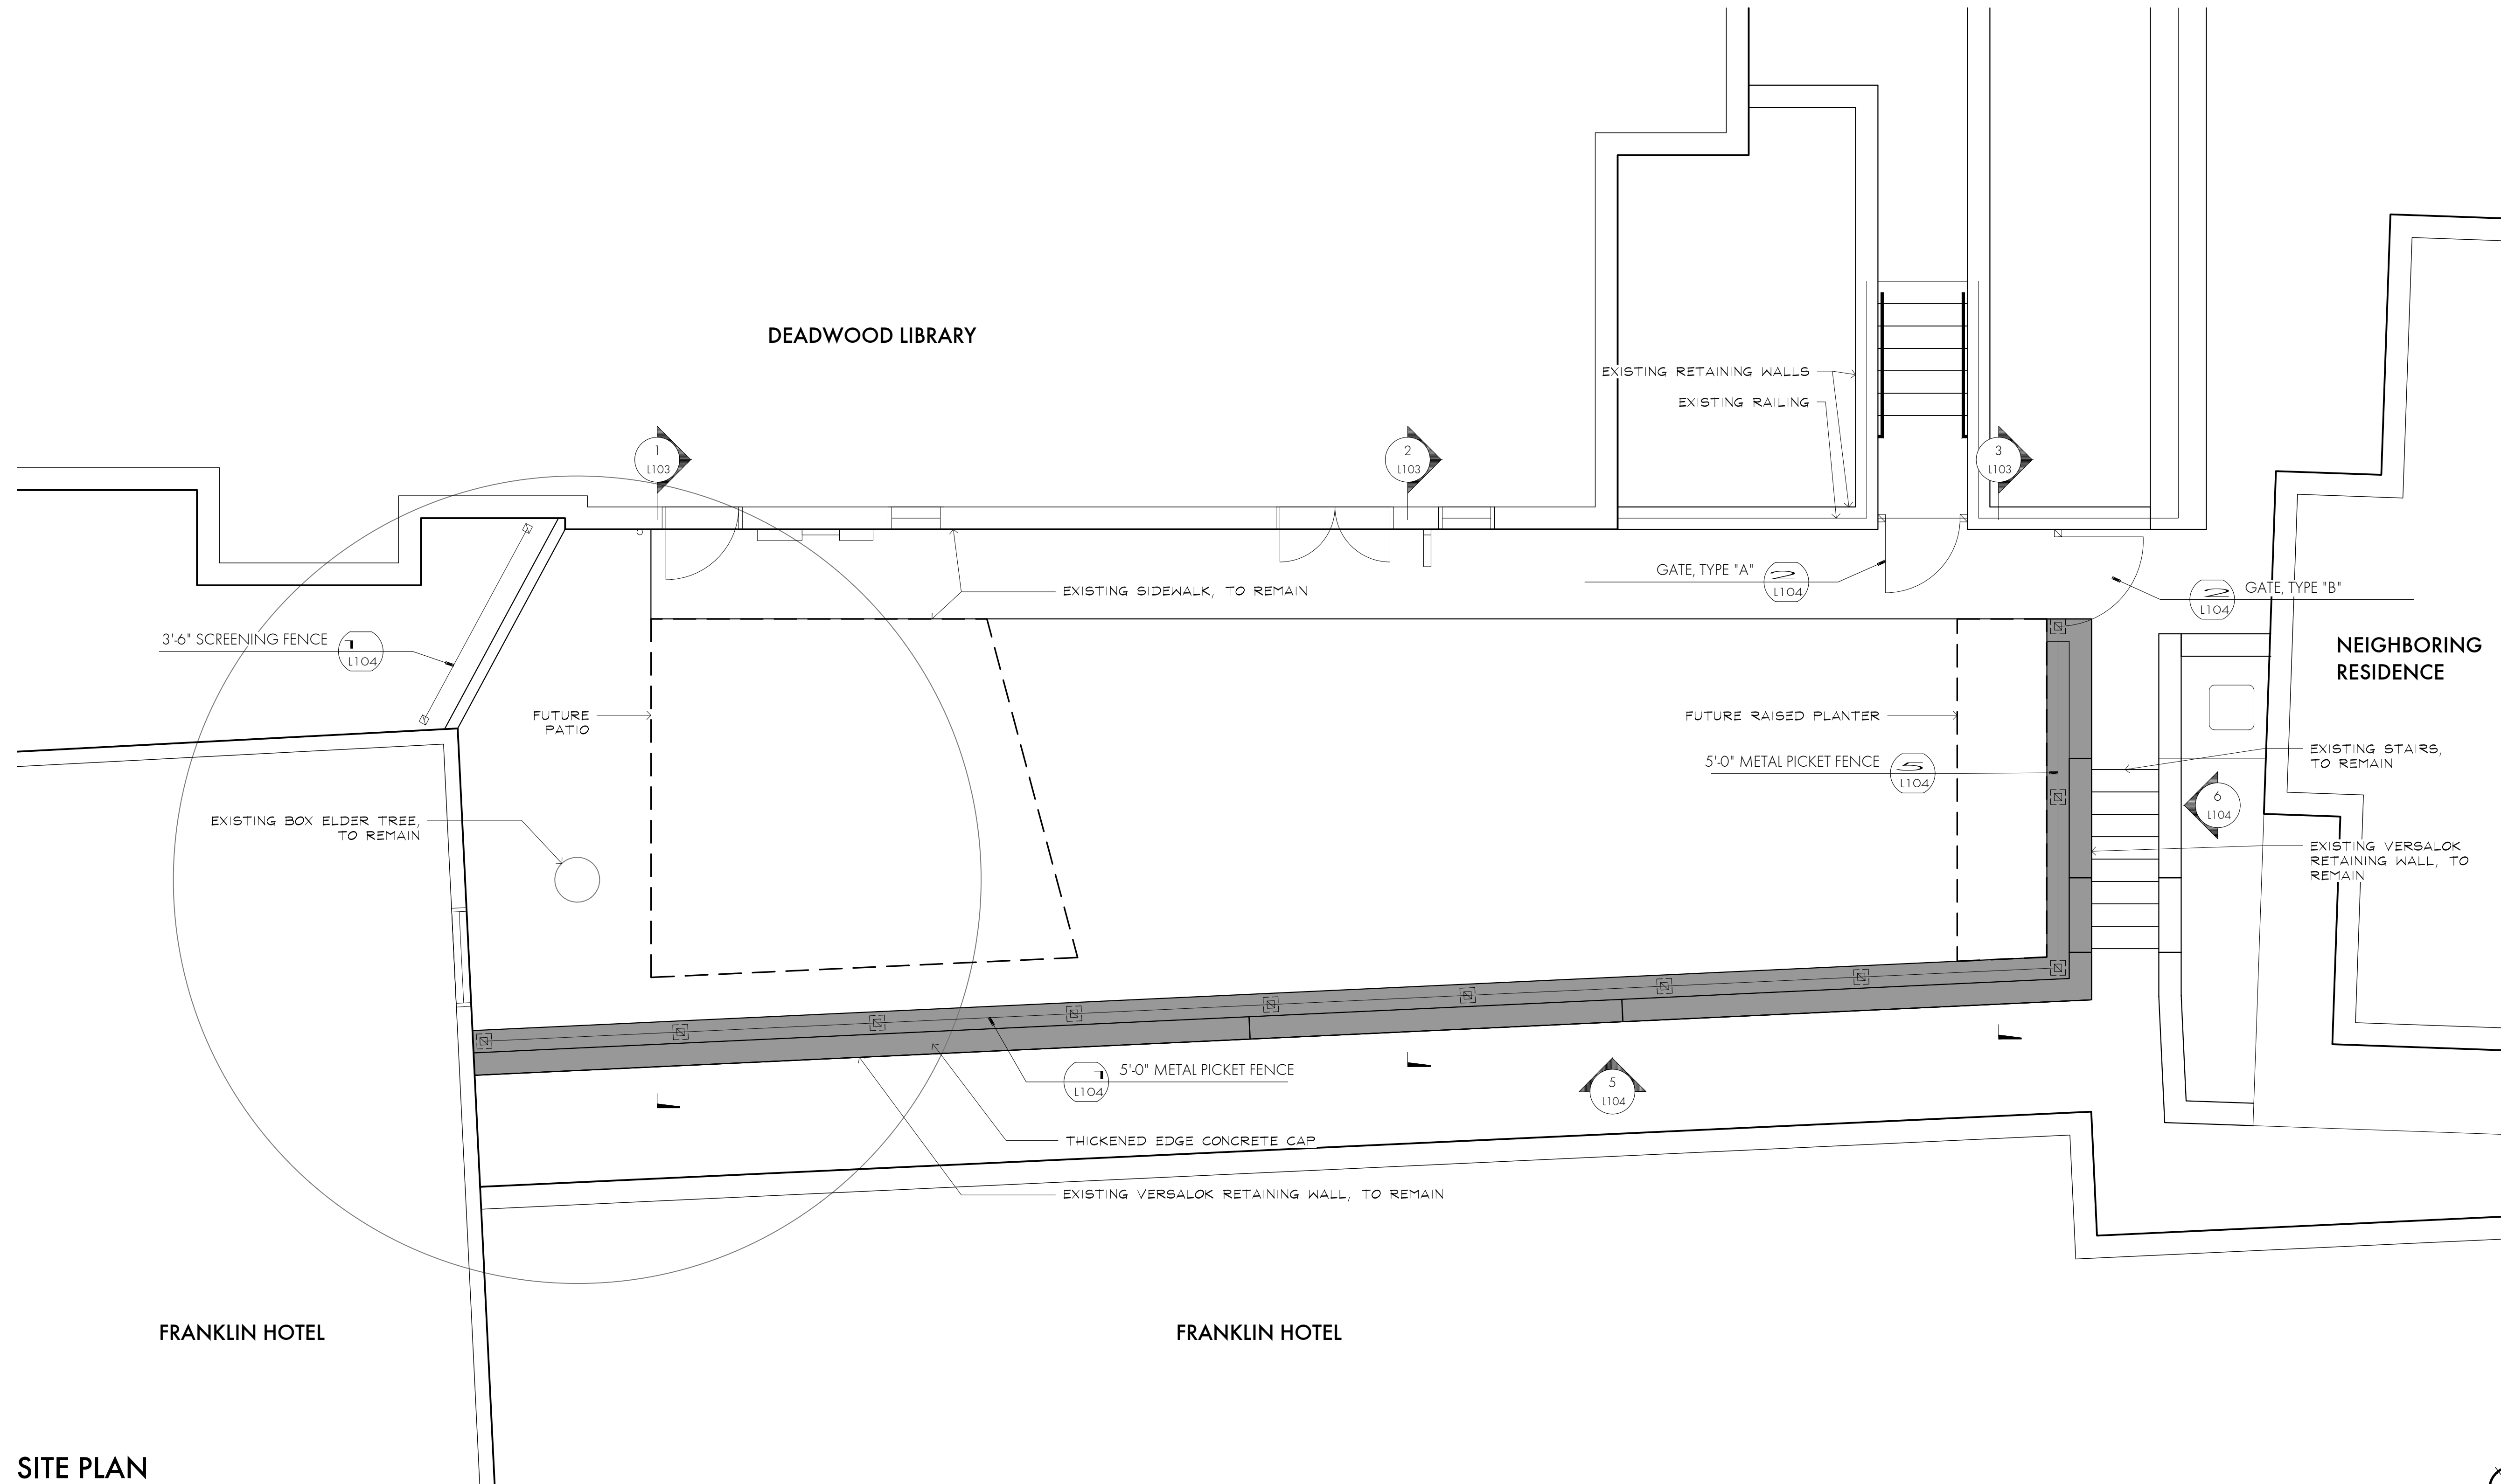 DEADWOOD LIBRARY
EXISTING RETAINING WALLS
EXISTING RAILING
1
L103
2
L103
3
L103
EXISTING SIDEWALK, TO REMAIN
GATE, TYPE "A"
2
L104
2
L104
GATE, TYPE "B"
3'-6" SCREENING FENCE
1
L104
NEIGHBORING
RESIDENCE
FUTURE
PATIO
FUTURE RAISED PLANTER
5'-0" METAL PICKET FENCE
5
L104
EXISTING STAIRS,
TO REMAIN
6
L104
EXISTING BOX ELDER TREE,
TO REMAIN
EXISTING VERSALOK
RETAINING WALL, TO
REMAIN
1
L104
5'-0" METAL PICKET FENCE
5
L104
THICKENED EDGE CONCRETE CAP
EXISTING VERSALOK RETAINING WALL, TO REMAIN
FRANKLIN HOTEL
FRANKLIN HOTEL
SITE PLAN